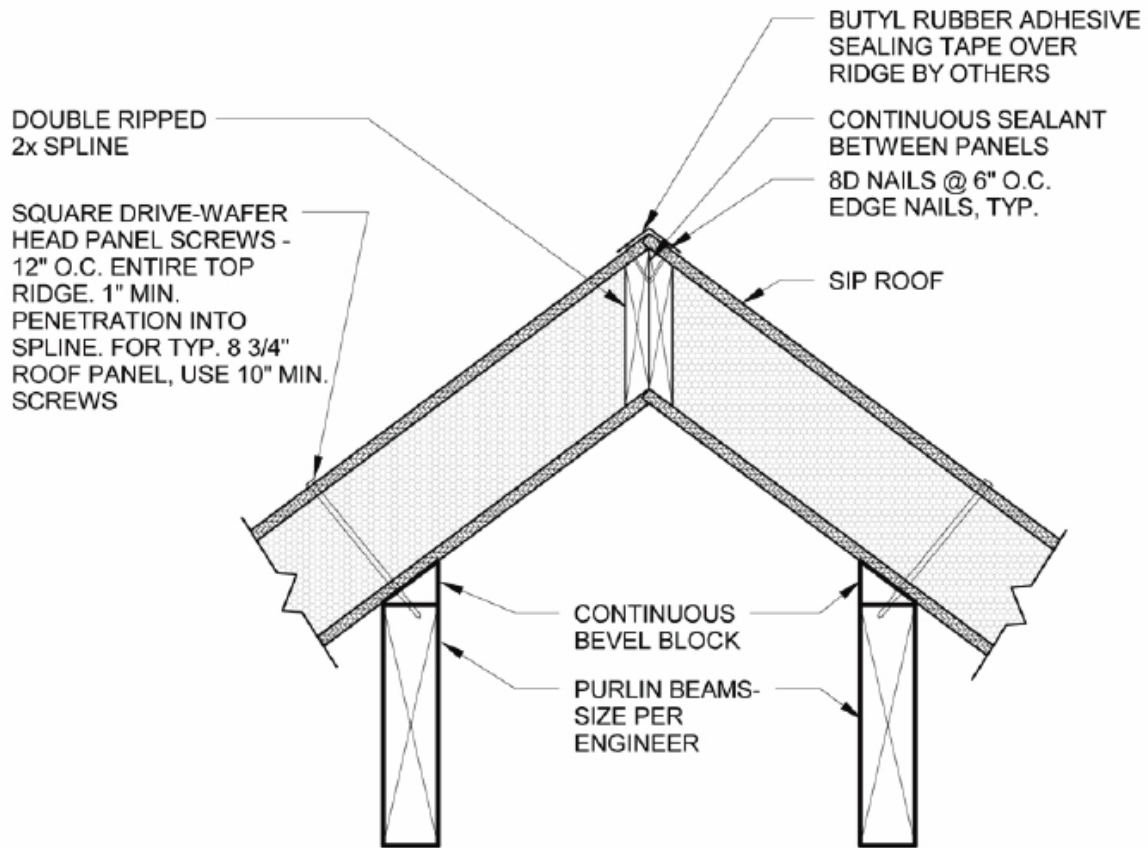 BUTYL RUBBER ADHESIVE
SEALING TAPE OVER
RIDGE BY OTHERS
DOUBLE RIPPED
2x SPLINE
CONTINUOUS SEALANT
BETWEEN PANELS
8D NAILS @ 6" O.C.
EDGE NAILS, TYP.
SQUARE DRIVE-WAFER
HEAD PANEL SCREWS -
12" O.C. ENTIRE TOP
RIDGE. 1" MIN.
PENETRATION INTO
SPLINE. FOR TYP. 8 3/4"
ROOF PANEL, USE 10" MIN.
SCREWS
SIP ROOF
CONTINUOUS
BEVEL BLOCK
PURLIN BEAMS-
SIZE PER
ENGINEER